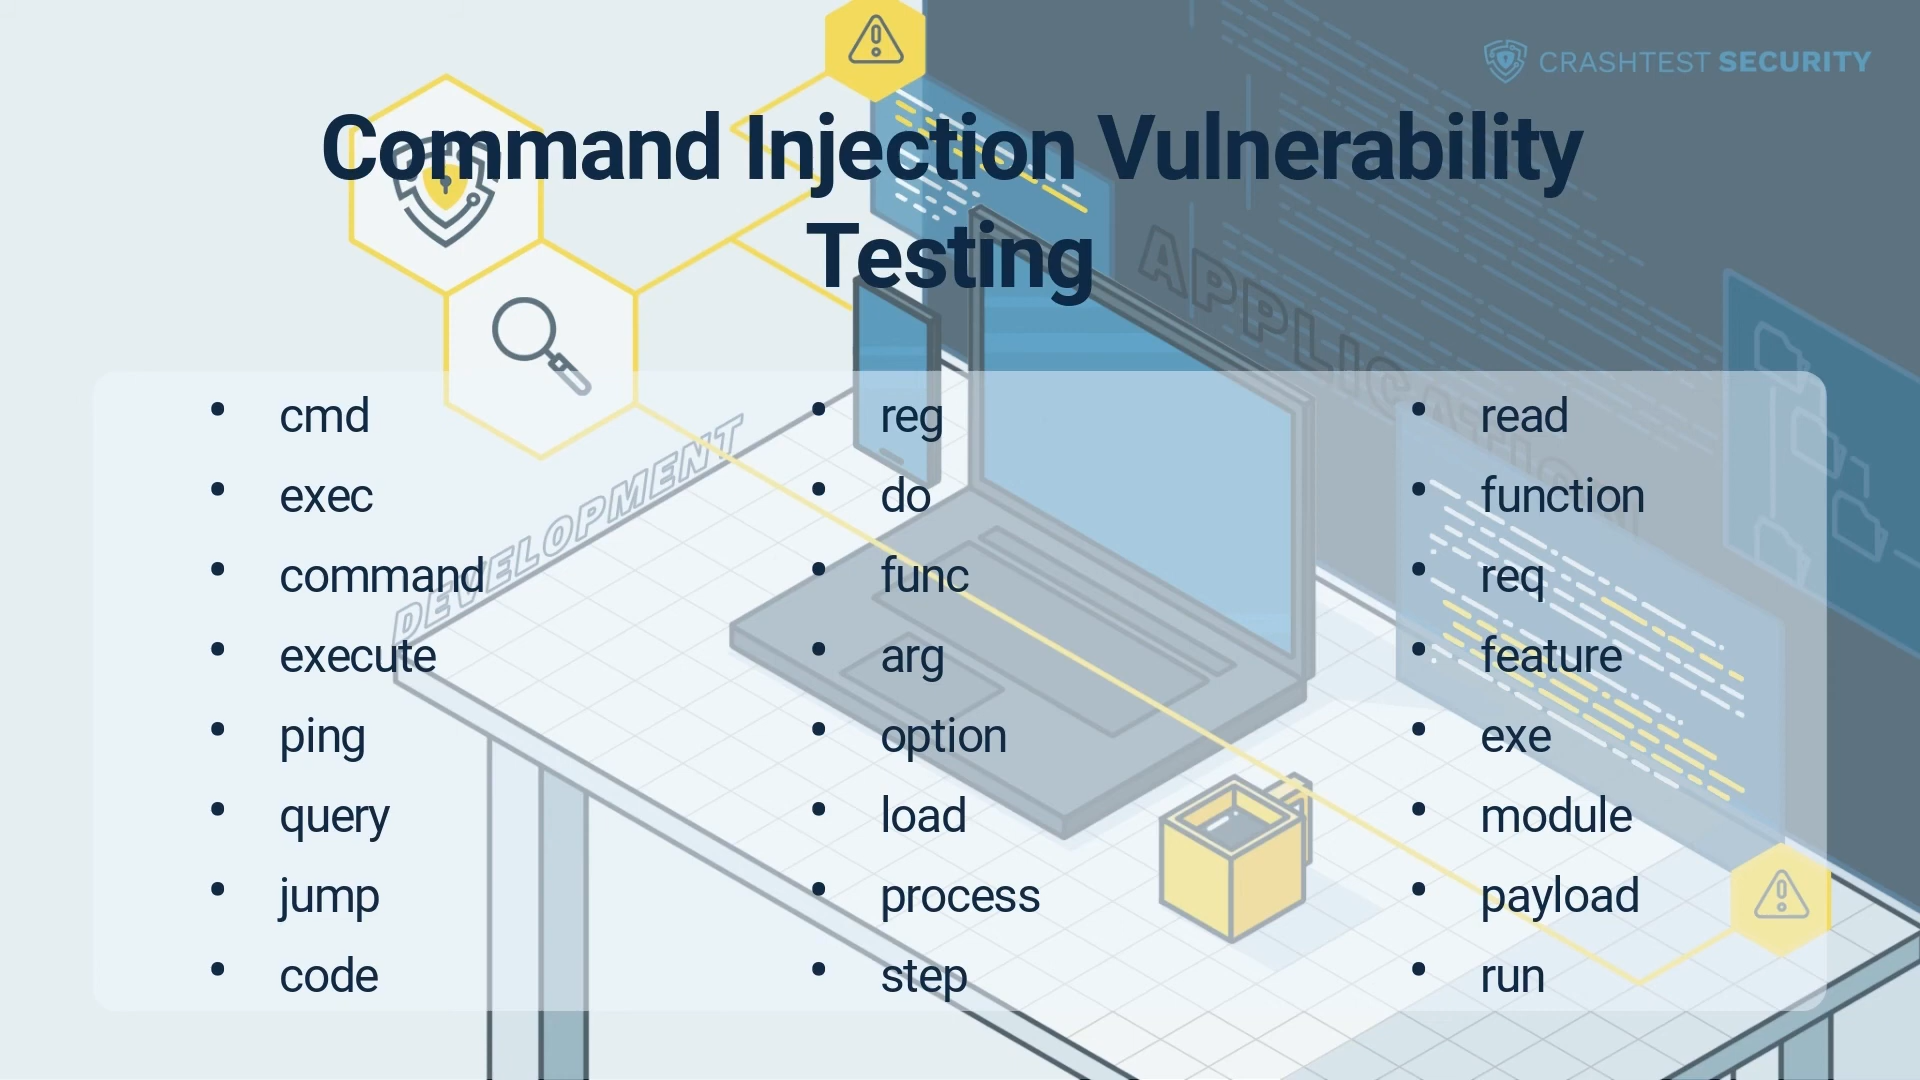 CRASHTEST SECURITY
Command Injection Vulnerability
Testing
APPLICATION
DEVELOPMENT
• cmd
• exec
• command
• execute
• ping
• query
• jump
• code
• reg
• do
• func
• arg
• option
• load
• process
• step
• read
• function
• req
• feature
• exe
• module
• payload
• run